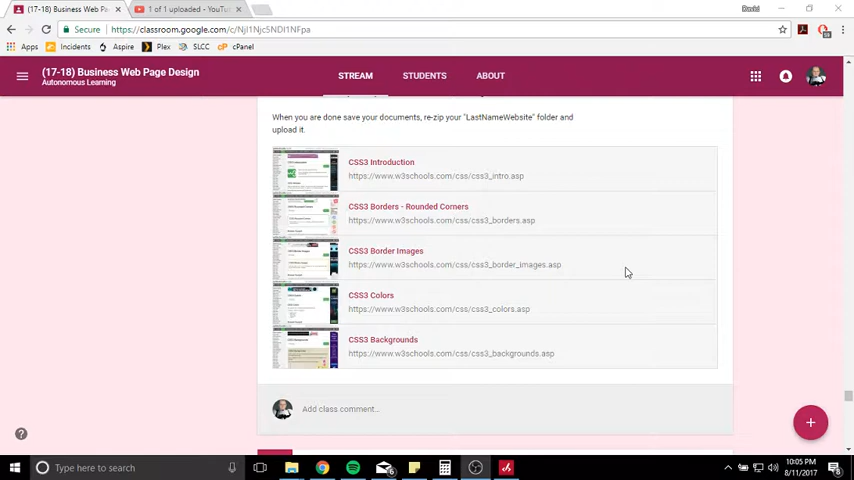 David
(17-18) Business Web Pa
1 of 1 uploaded - YouTu
Secure
https://classroom.google.com/c/NjI1Njc5NDI1NFpa
Apps
Incidents
Aspire
Plex
SLCC
cPanel
(17-18) Business Web Page Design
Autonomous Learning
STREAM
STUDENTS
ABOUT
When you are done save your documents, re-zip your "LastNameWebsite" folder and
upload it.
CSS3 Introduction
https://www.w3schools.com/css/css3_intro.asp
CSS3 Borders - Rounded Corners
https://www.w3schools.com/css/css3_borders.asp
CSS3 Border Images
https://www.w3schools.com/css/css3_border_images.asp
CSS3 Colors
https://www.w3schools.com/css/css3_colors.asp
CSS3 Backgrounds
https://www.w3schools.com/css/css3_backgrounds.asp
Add class comment...
Type here to search
10:05 PM
8/11/2017